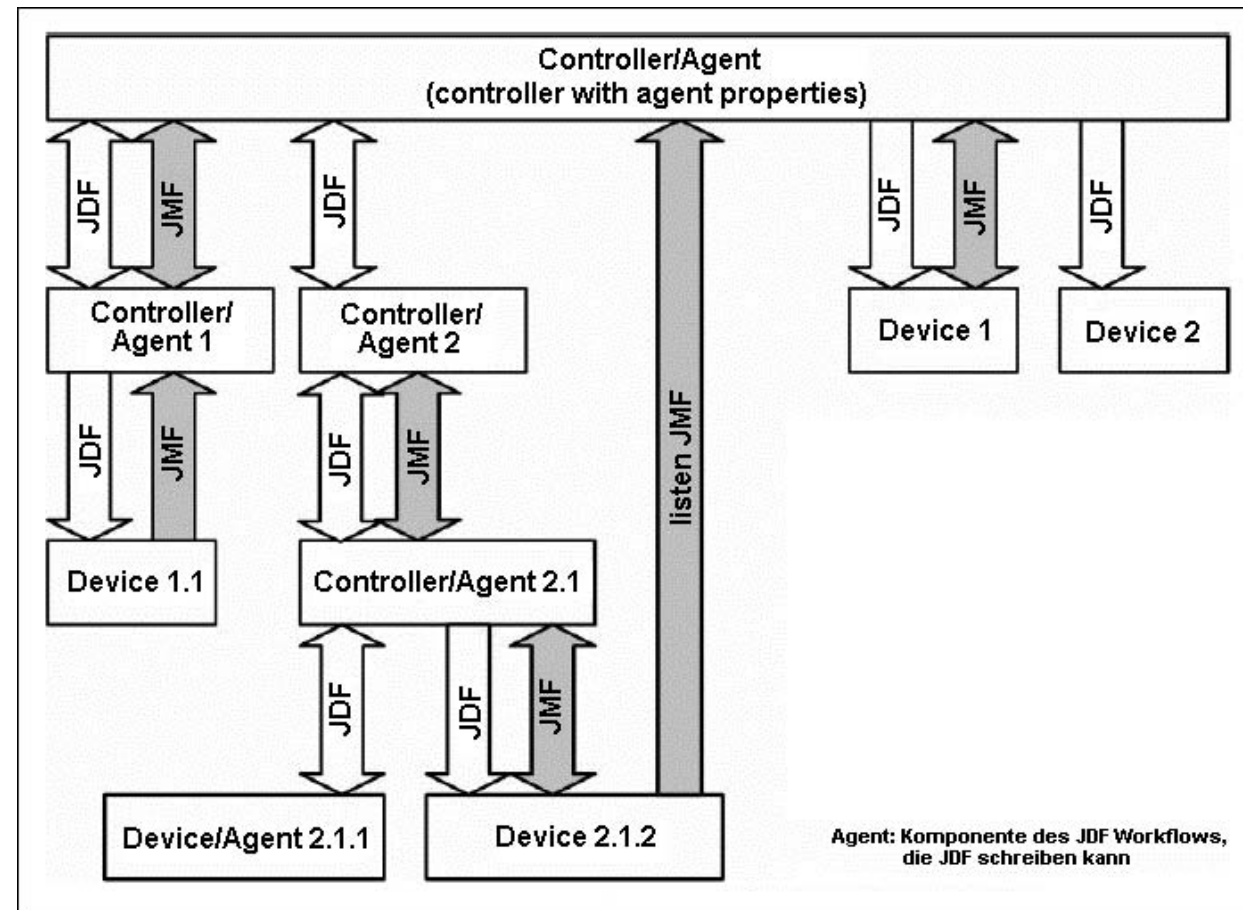 Controller/Agent
(controller with agent properties)
JDF
JMF
JDF
listen JMF
JDF
JMF
JDF
Controller/
Agent 1
Controller/
Agent 2
Device 1
Device 2
JDF
JMF
JDF
JMF
Device 1.1
Controller/Agent 2.1
JDF
JDF
JMF
Device/Agent 2.1.1
Device 2.1.2
Agent: Komponente des JDF Workflows,
die JDF schreiben kann